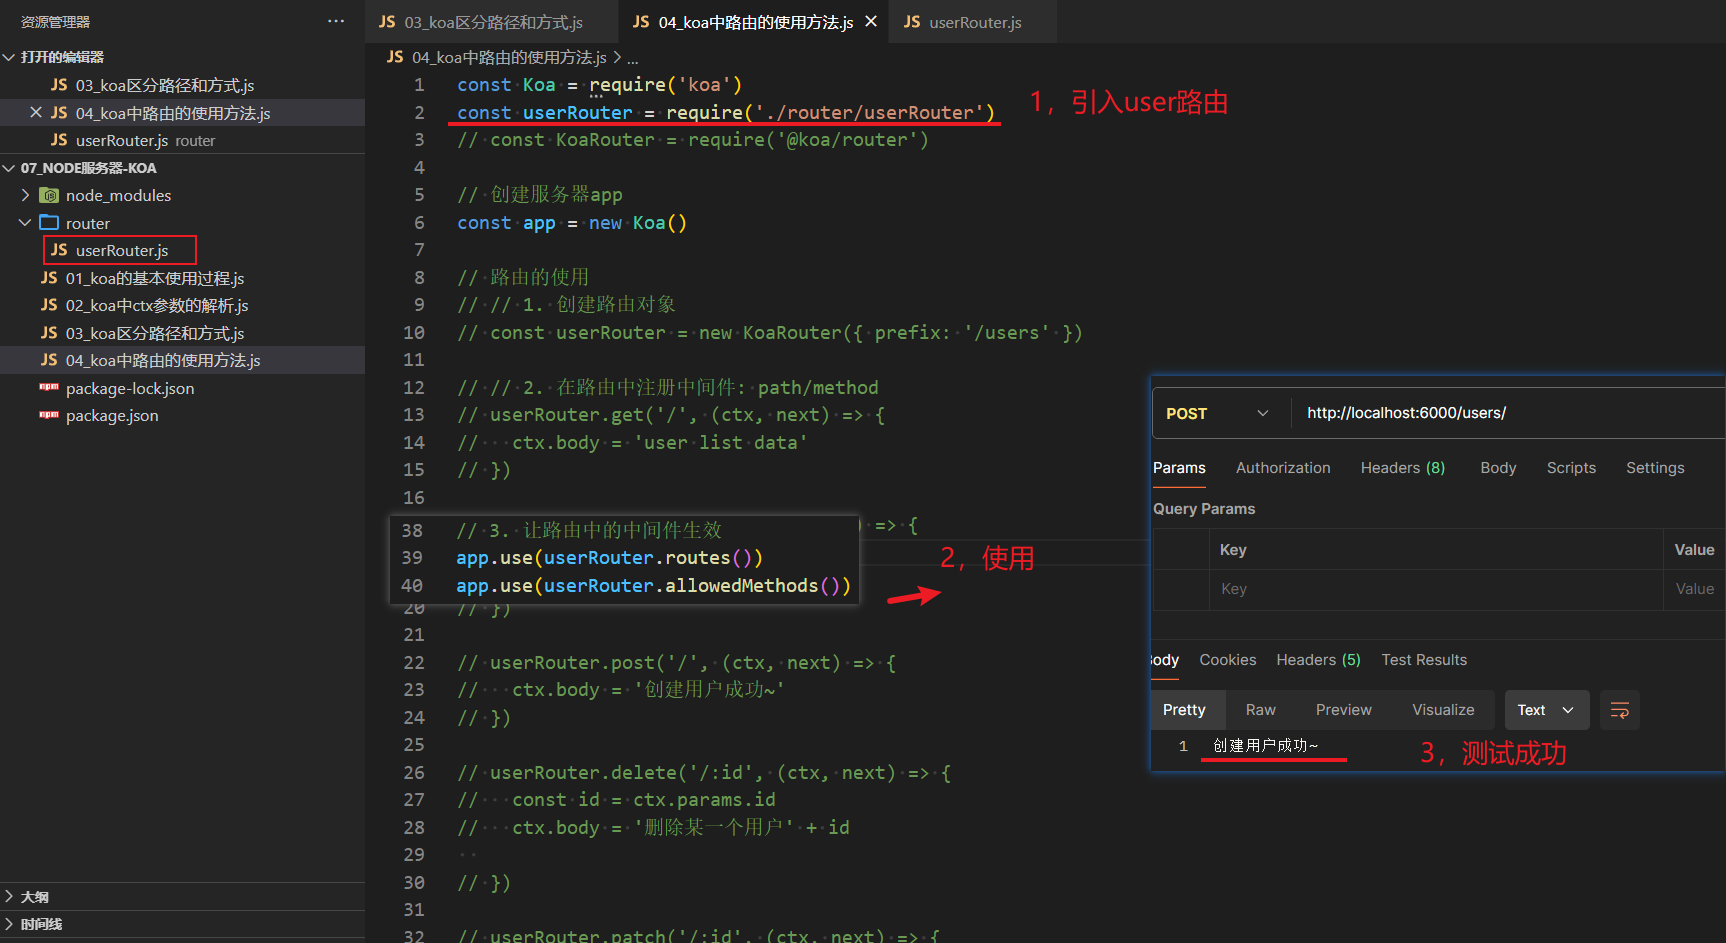 资源管理器
···
打开的编辑器
JS 03_koa区分路径和方式.js
JS 04_koa中路由的使用方法.js
JS userRouter.js router
07_NODE服务器-KOA
node_modules
router
JS userRouter.js
JS 01_koa的基本使用过程.js
JS 02_koa中ctx参数的解析.js
JS 03_koa区分路径和方式.js
JS 04_koa中路由的使用方法.js
npm package-lock.json
npm package.json
大纲
时间线
JS 03_koa区分路径和方式.js
JS 04_koa中路由的使用方法.js
JS userRouter.js
JS 04_koa中路由的使用方法.js > ...
1 const Koa = require('koa')
2 const userRouter = require('./router/userRouter')
1，引入user路由
3 // const KoaRouter = require('@koa/router')
4
5 // 创建服务器app
6 const app = new Koa()
7
8 // 路由的使用
9 // // 1. 创建路由对象
10 // const userRouter = new KoaRouter({ prefix: '/users' })
11
12 // // 2. 在路由中注册中间件: path/method
13 // userRouter.get('/', (ctx, next) => {
14 //   ctx.body = 'user list data'
15 // })
16
) => {
38 // 3. 让路由中的中间件生效
39 app.use(userRouter.routes())
40 app.use(userRouter.allowedMethods())
2，使用
20 // })
21
22 // userRouter.post('/', (ctx, next) => {
23 //   ctx.body = '创建用户成功~'
24 // })
25
26 // userRouter.delete('/:id', (ctx, next) => {
27 //   const id = ctx.params.id
28 //   ctx.body = '删除某一个用户' + id
29
30 // })
31
32 // userRouter.patch('/:id', (ctx, next) => {
POST http://localhost:6000/users/
Params Authorization Headers (8) Body Scripts Settings
Query Params
Key Value
Key Value
Body Cookies Headers (5) Test Results
Pretty Raw Preview Visualize Text
1 创建用户成功~
3，测试成功